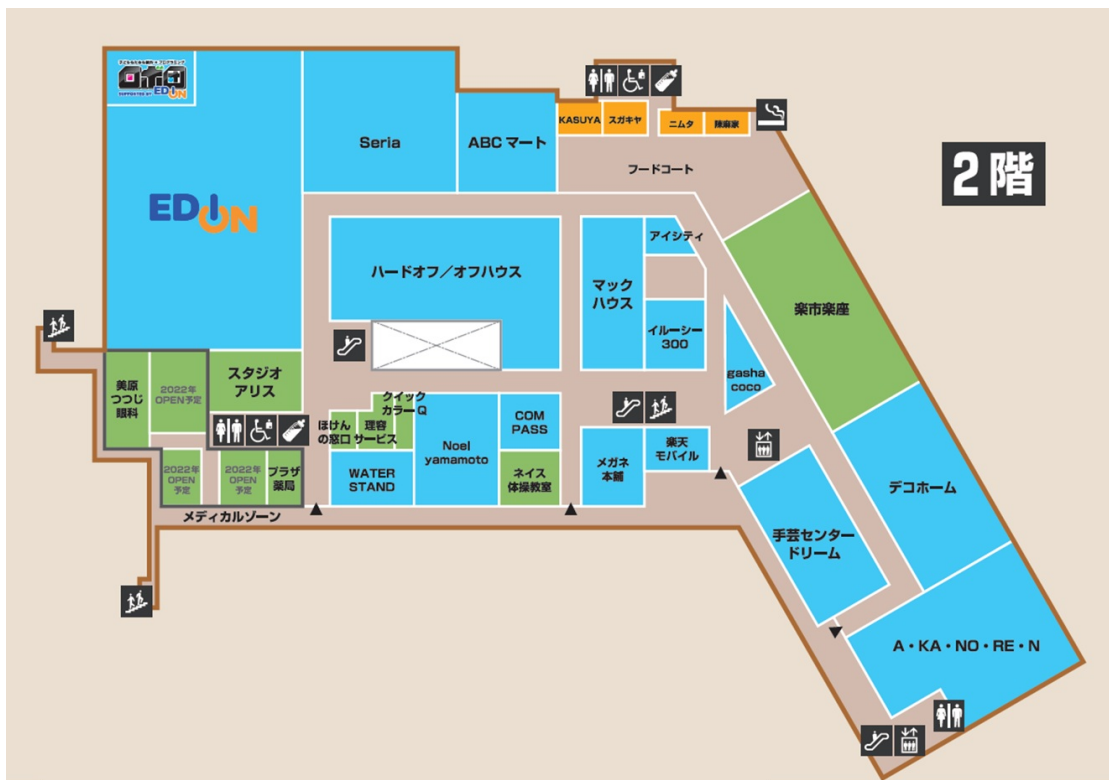 ロボ団
SUPPORTED BY EDION
EDION
Seria
ABCマート
KASUYA
スガキヤ
ニムタ
陳麻家
フードコート
2階
ハードオフ/オフハウス
マック
ハウス
アイシティ
イルーシー
300
gasha
coco
楽市楽座
美原
つつじ
眼科
2022年
OPEN予定
スタジオ
アリス
ほけん
の窓口
理容
サービス
クイック
カラーQ
Noel
yamamoto
COM
PASS
WATER
STAND
ネイス
体操教室
メガネ
本舗
楽天
モバイル
2022年
OPEN
予定
2022年
OPEN
予定
プラザ
薬局
メディカルゾーン
デコホーム
手芸センター
ドリーム
A・KA・NO・RE・N